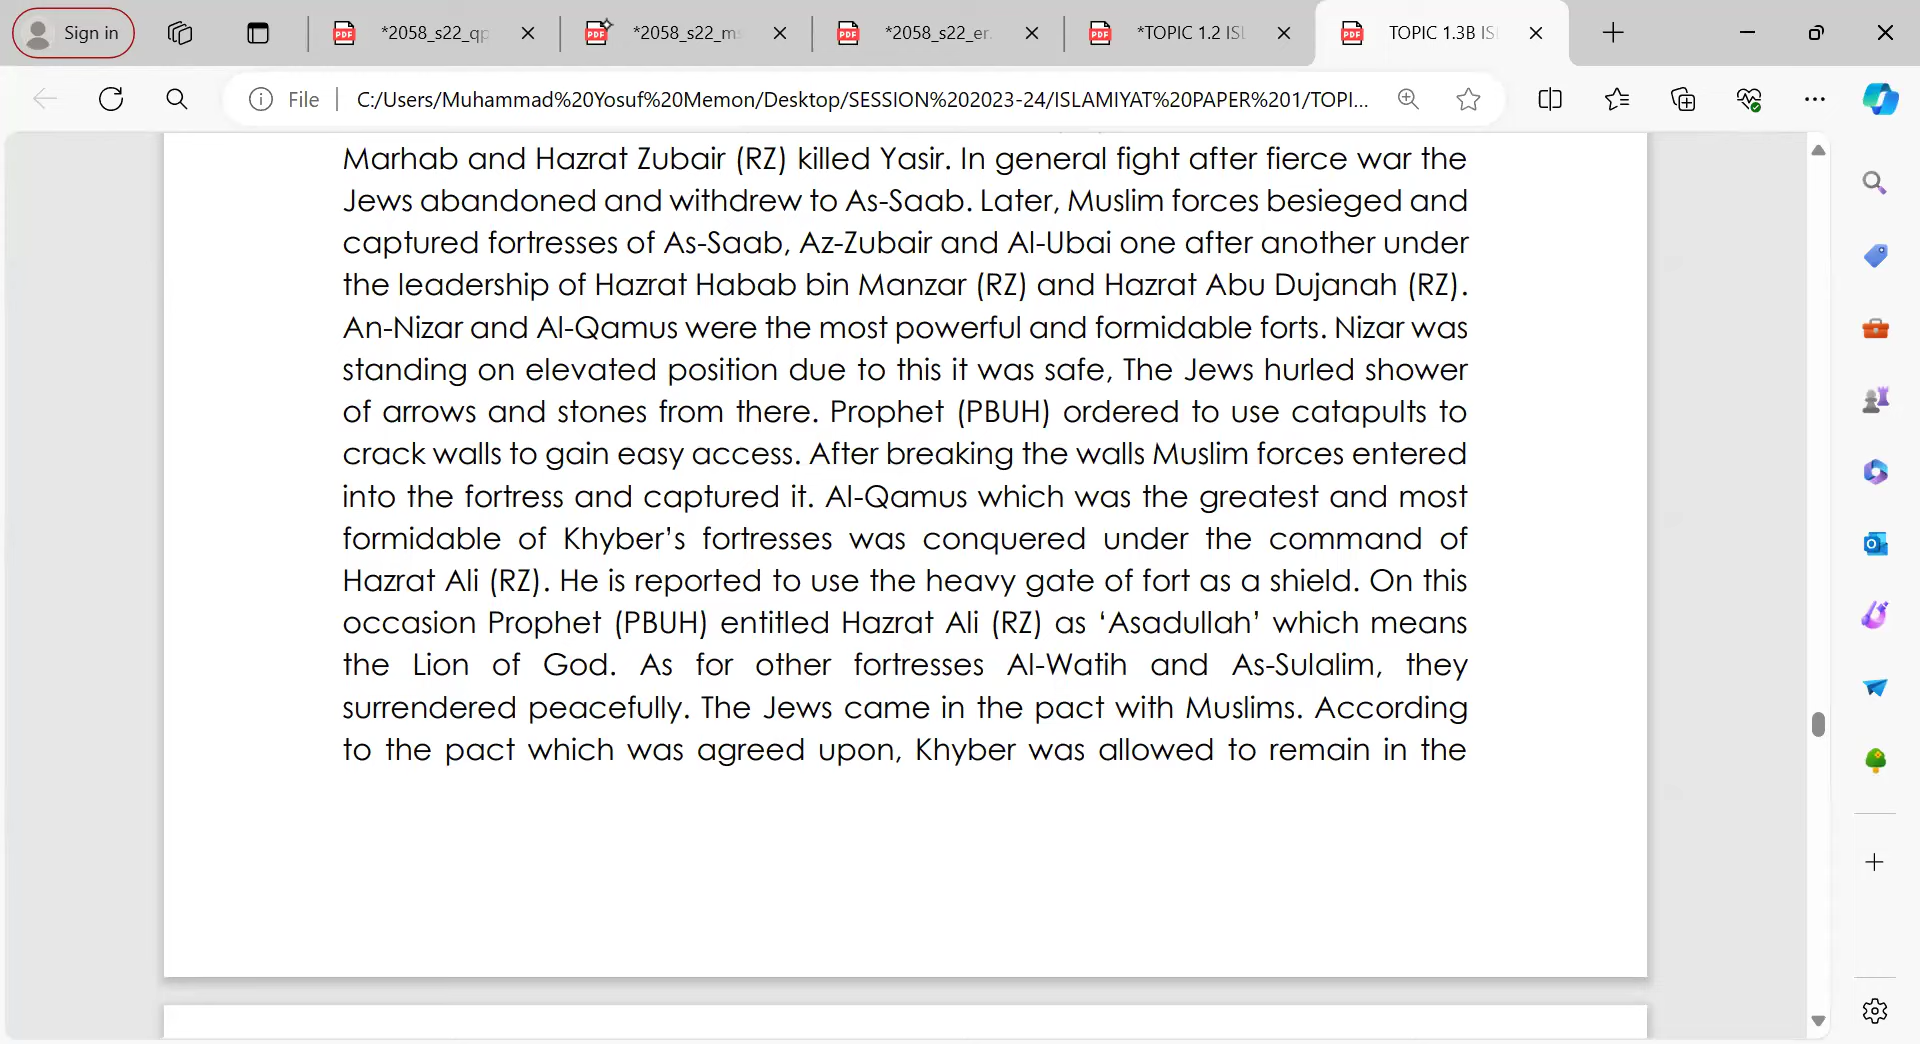 Sign in
*2058_s22_qp
*2058_s22_ms
*2058_s22_er.
*TOPIC 1.2 ISL
TOPIC 1.3B IS
File
C:/Users/Muhammad%20Yosuf%20Memon/Desktop/SESSION%202023-24/ISLAMIYAT%20PAPER%201/TOPI...
Marhab and Hazrat Zubair (RZ) killed Yasir. In general fight after fierce war the
Jews abandoned and withdrew to As-Saab. Later, Muslim forces besieged and
captured fortresses of As-Saab, Az-Zubair and Al-Ubai one after another under
the leadership of Hazrat Habab bin Manzar (RZ) and Hazrat Abu Dujanah (RZ).
An-Nizar and Al-Qamus were the most powerful and formidable forts. Nizar was
standing on elevated position due to this it was safe, The Jews hurled shower
of arrows and stones from there. Prophet (PBUH) ordered to use catapults to
crack walls to gain easy access. After breaking the walls Muslim forces entered
into the fortress and captured it. Al-Qamus which was the greatest and most
formidable of Khyber’s fortresses was conquered under the command of
Hazrat Ali (RZ). He is reported to use the heavy gate of fort as a shield. On this
occasion Prophet (PBUH) entitled Hazrat Ali (RZ) as ‘Asadullah’ which means
the Lion of God. As for other fortresses Al-Watih and As-Sulalim, they
surrendered peacefully. The Jews came in the pact with Muslims. According
to the pact which was agreed upon, Khyber was allowed to remain in the